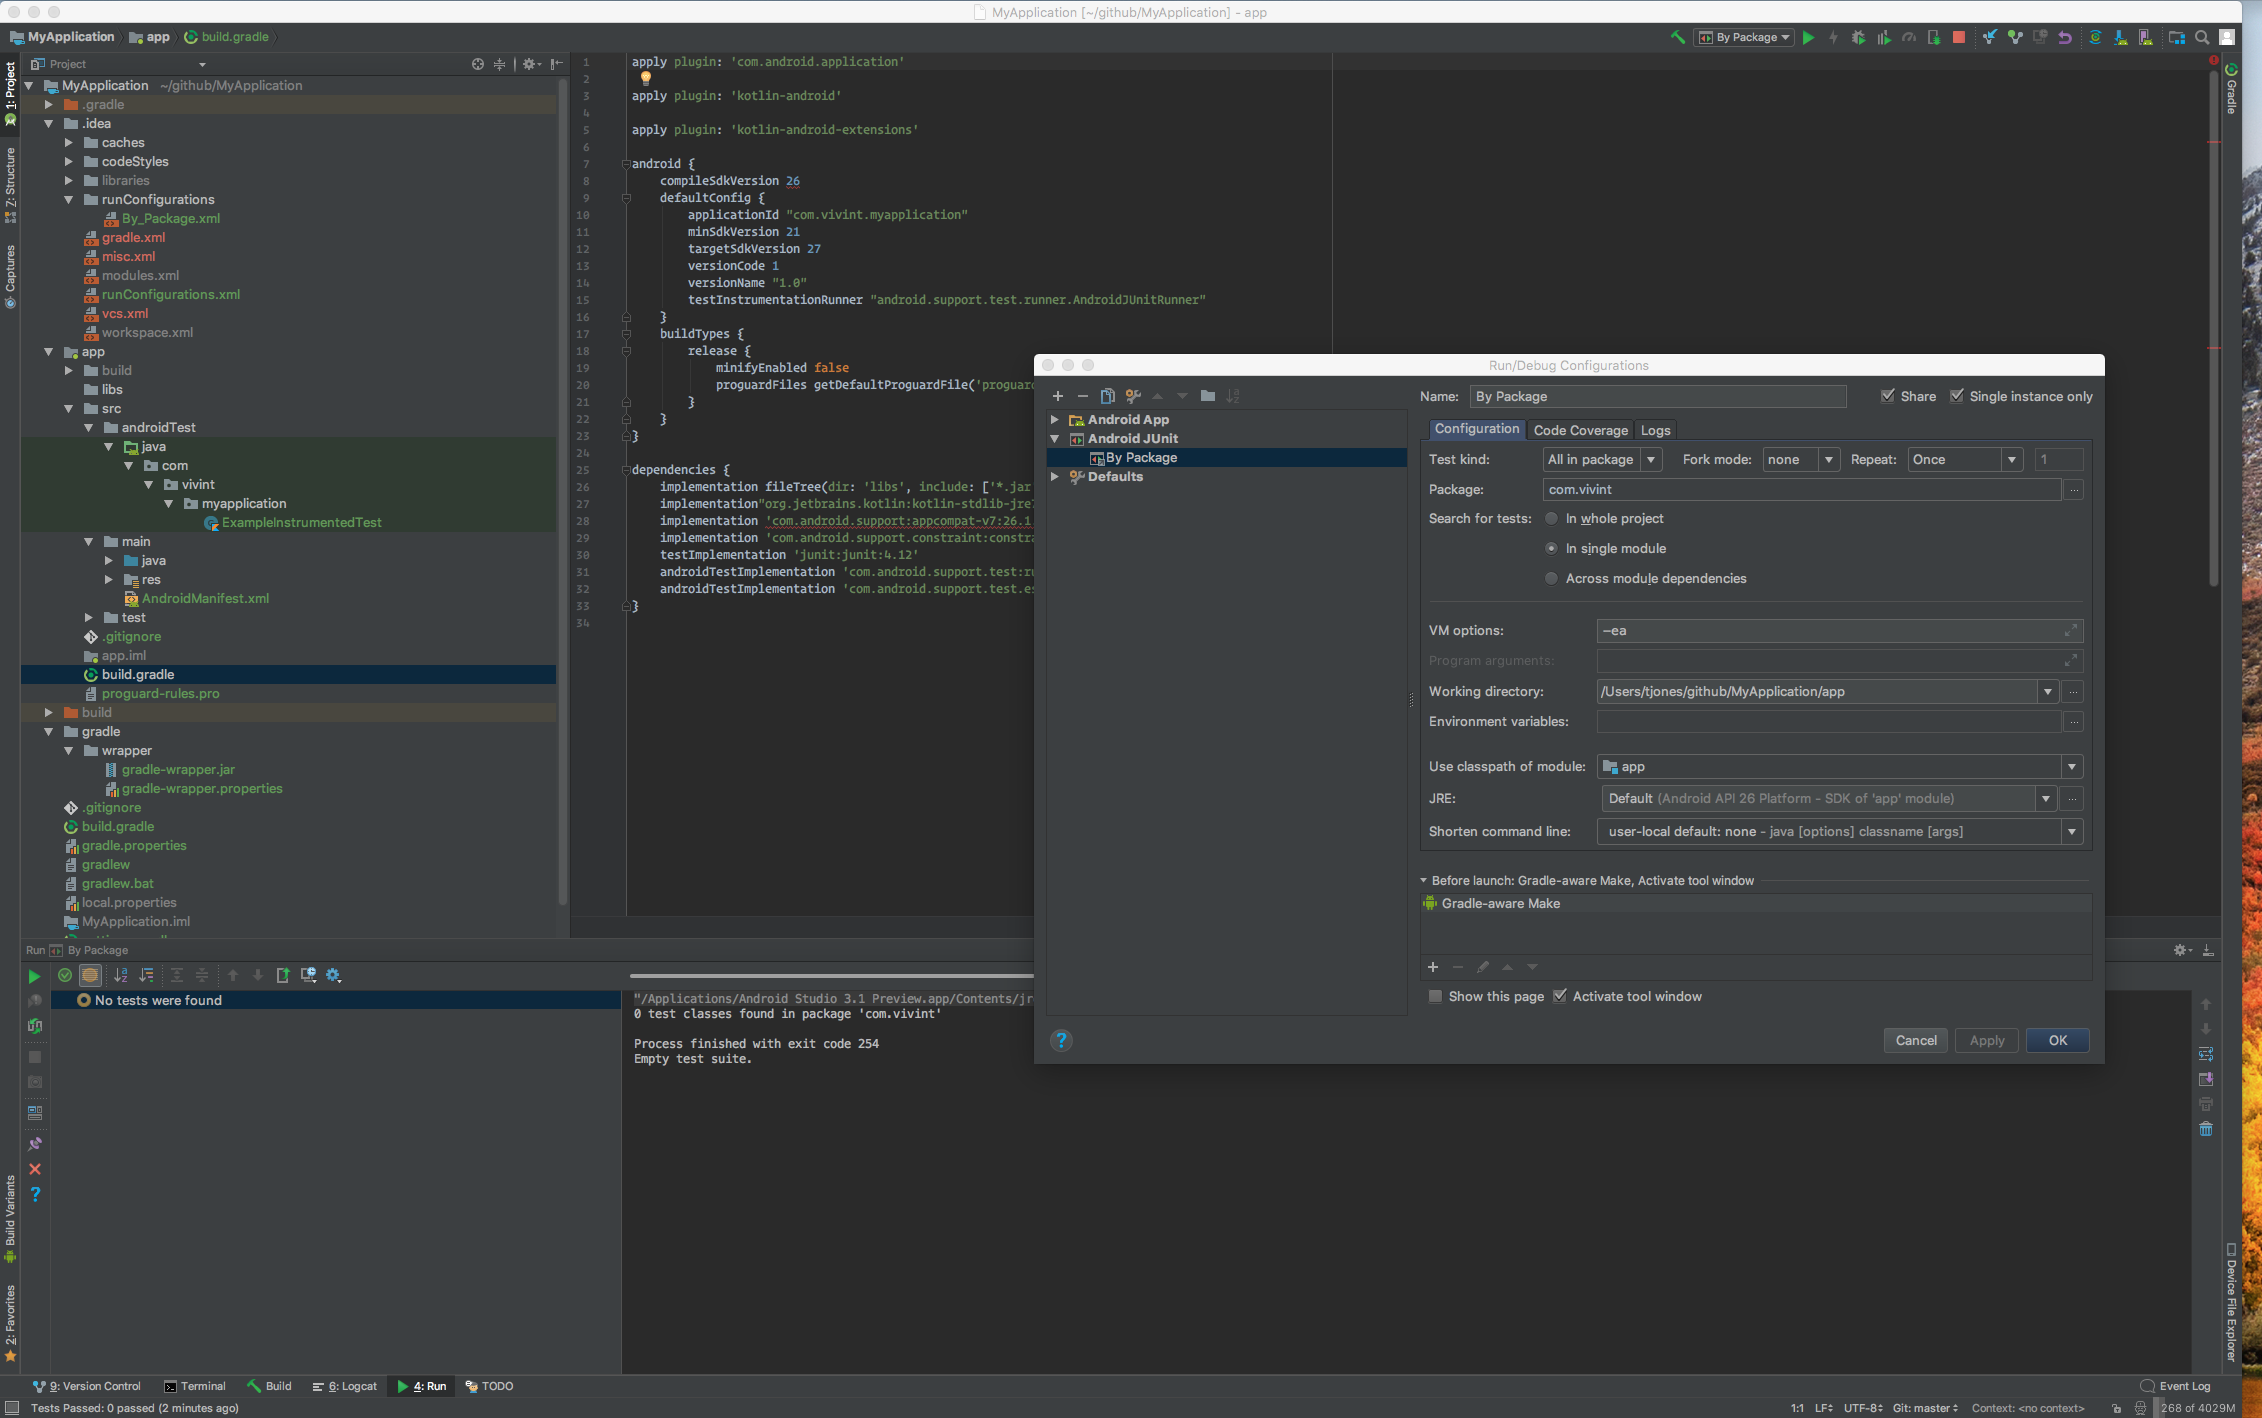 MyApplication [~/github/MyApplication] - app
MyApplication app build.gradle
By Package
Project
MyApplication ~/github/MyApplication
.gradle
.idea
caches
codeStyles
libraries
runConfigurations
By_Package.xml
gradle.xml
misc.xml
modules.xml
runConfigurations.xml
vcs.xml
workspace.xml
app
build
libs
src
androidTest
java
com
vivint
myapplication
ExampleInstrumentedTest
main
java
res
AndroidManifest.xml
test
.gitignore
app.iml
build.gradle
proguard-rules.pro
build
gradle
wrapper
gradle-wrapper.jar
gradle-wrapper.properties
.gitignore
build.gradle
gradle.properties
gradlew
gradlew.bat
local.properties
MyApplication.iml
1: Project
7: Structure
Captures
Build Variants
2: Favorites
Gradle
Device File Explorer
1 apply plugin: 'com.android.application'
2
3 apply plugin: 'kotlin-android'
4
5 apply plugin: 'kotlin-android-extensions'
6
7 android {
8 compileSdkVersion 26
9 defaultConfig {
10 applicationId "com.vivint.myapplication"
11 minSdkVersion 21
12 targetSdkVersion 27
13 versionCode 1
14 versionName "1.0"
15 testInstrumentationRunner "android.support.test.runner.AndroidJUnitRunner"
16 }
17 buildTypes {
18 release {
19 minifyEnabled false
20 proguardFiles getDefaultProguardFile('proguard
21 }
22 }
23 }
24
25 dependencies {
26 implementation fileTree(dir: 'libs', include: ['*.jar
27 implementation"org.jetbrains.kotlin:kotlin-stdlib-jre7
28 implementation 'com.android.support:appcompat-v7:26.1
29 implementation 'com.android.support.constraint:constra
30 testImplementation 'junit:junit:4.12'
31 androidTestImplementation 'com.android.support.test:ru
32 androidTestImplementation 'com.android.support.test.es
33 }
34
Run/Debug Configurations
Android App
Android JUnit
By Package
Defaults
Name: By Package Share Single instance only
Configuration Code Coverage Logs
Test kind: All in package Fork mode: none Repeat: Once 1
Package: com.vivint ...
Search for tests: In whole project
In single module
Across module dependencies
VM options: -ea
Program arguments:
Working directory: /Users/tjones/github/MyApplication/app ...
Environment variables: ...
Use classpath of module: app
JRE: Default (Android API 26 Platform - SDK of 'app' module) ...
Shorten command line: user-local default: none - java [options] classname [args]
Before launch: Gradle-aware Make, Activate tool window
Gradle-aware Make
Show this page Activate tool window
? Cancel Apply OK
Run By Package
No tests were found
"/Applications/Android Studio 3.1 Preview.app/Contents/jr
0 test classes found in package 'com.vivint'
Process finished with exit code 254
Empty test suite.
9: Version Control Terminal Build 6: Logcat 4: Run TODO Event Log
Tests Passed: 0 passed (2 minutes ago) 1:1 LF UTF-8 Git: master Context: <no context> 268 of 4029M